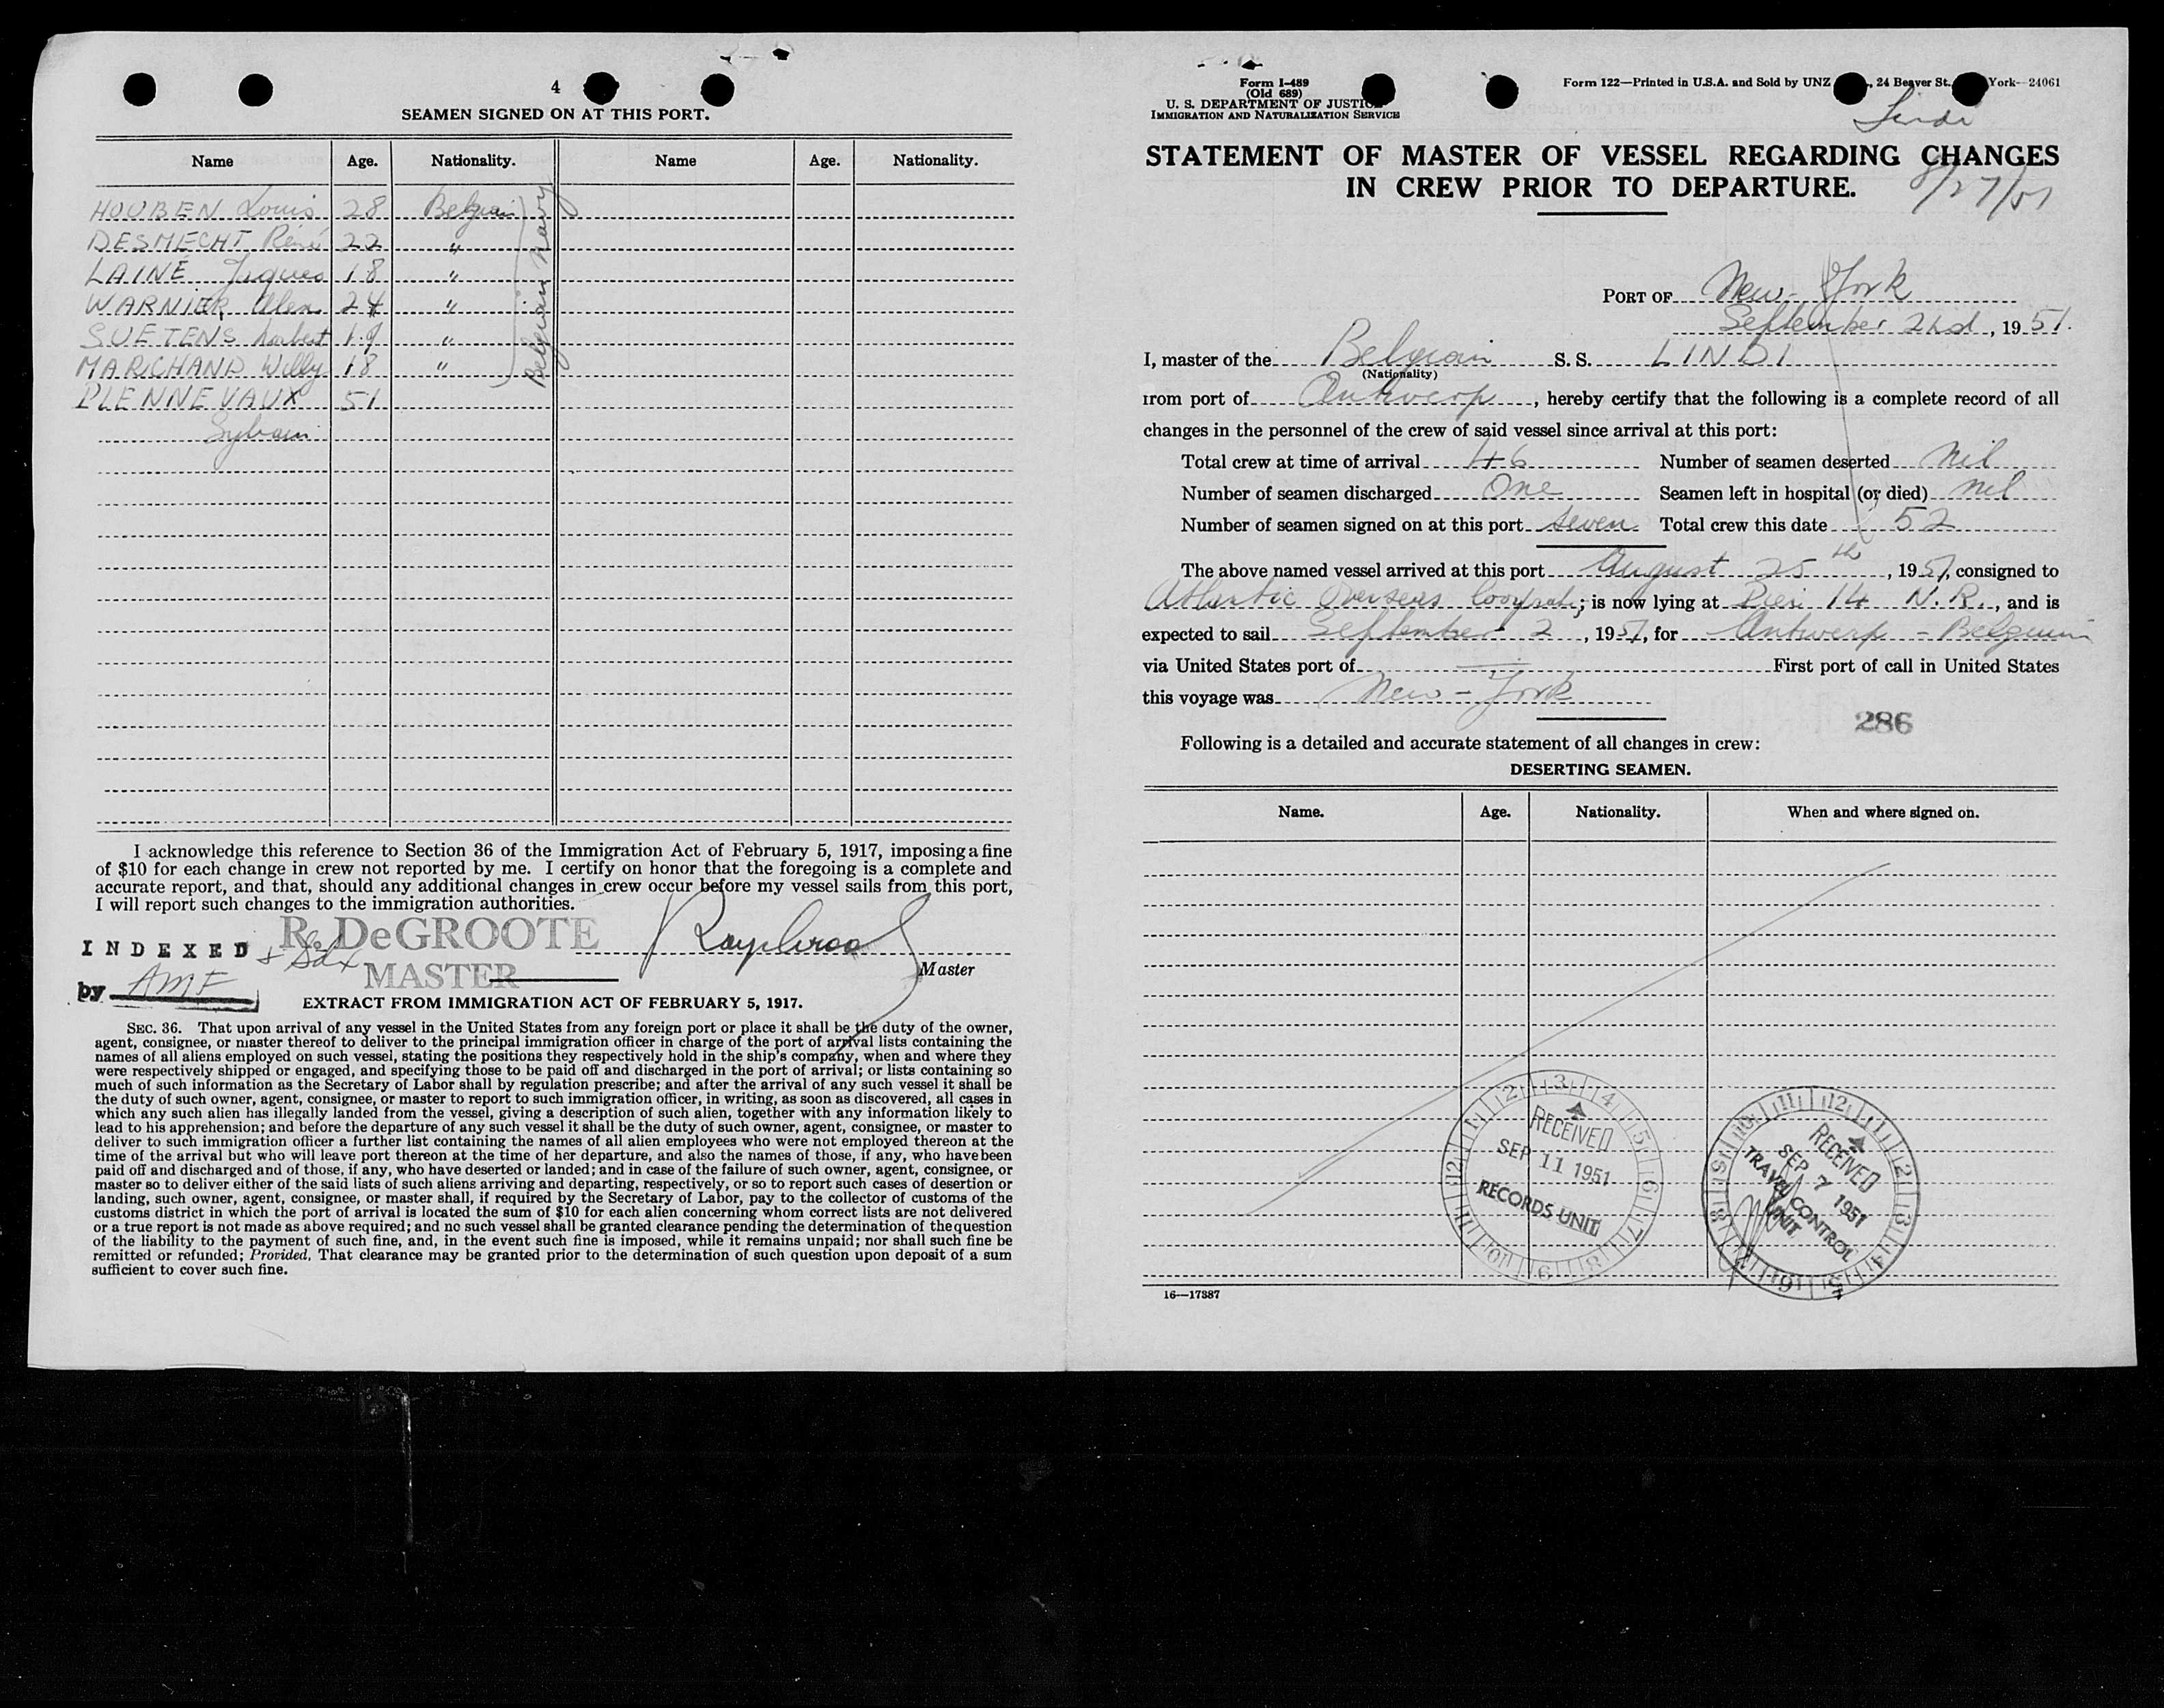 4
SEAMEN SIGNED ON AT THIS PORT.
Name Age. Nationality. Name Age. Nationality.
HOUBEN Louis 28 Belgian
DESMECHT René 22 "
LAINÉ Jaques 18 "
WARNIER Alex 24 "
SUETENS Norbert 19 "
MARICHAND Willy 18 "
PLENNEVAUX 51
Sylvain
Belgian Navy
I acknowledge this reference to Section 36 of the Immigration Act of February 5, 1917, imposing a fine
of $10 for each change in crew not reported by me. I certify on honor that the foregoing is a complete and
accurate report, and that, should any additional changes in crew occur before my vessel sails from this port,
I will report such changes to the immigration authorities.
R. DeGROOTE
INDEXED
MASTER
Master
by AMF
EXTRACT FROM IMMIGRATION ACT OF FEBRUARY 5, 1917.
SEC. 36. That upon arrival of any vessel in the United States from any foreign port or place it shall be the duty of the owner,
agent, consignee, or master thereof to deliver to the principal immigration officer in charge of the port of arrival lists containing the
names of all aliens employed on such vessel, stating the positions they respectively hold in the ship's company, when and where they
were respectively shipped or engaged, and specifying those to be paid off and discharged in the port of arrival; or lists containing so
much of such information as the Secretary of Labor shall by regulation prescribe; and after the arrival of any such vessel it shall be
the duty of such owner, agent, consignee, or master to report to such immigration officer, in writing, as soon as discovered, all cases in
which any such alien has illegally landed from the vessel, giving a description of such alien, together with any information likely to
lead to his apprehension; and before the departure of any such vessel it shall be the duty of such owner, agent, consignee, or master to
deliver to such immigration officer a further list containing the names of all alien employees who were not employed thereon at the
time of the arrival but who will leave port thereon at the time of her departure, and also the names of those, if any, who have been
paid off and discharged and of those, if any, who have deserted or landed; and in case of the failure of such owner, agent, consignee, or
master so to deliver either of the said lists of such aliens arriving and departing, respectively, or so to report such cases of desertion or
landing, such owner, agent, consignee, or master shall, if required by the Secretary of Labor, pay to the collector of customs of the
customs district in which the port of arrival is located the sum of $10 for each alien concerning whom correct lists are not delivered
or a true report is not made as above required; and no such vessel shall be granted clearance pending the determination of the question
of the liability to the payment of such fine, and, in the event such fine is imposed, while it remains unpaid; nor shall such fine be
remitted or refunded; Provided, That clearance may be granted prior to the determination of such question upon deposit of a sum
sufficient to cover such fine.
Form I-489
(Old 689)
U. S. DEPARTMENT OF JUSTICE
IMMIGRATION AND NATURALIZATION SERVICE
Form 122—Printed in U.S.A. and Sold by UNZ , 24 Beaver St. York—24061
Lindi
STATEMENT OF MASTER OF VESSEL REGARDING CHANGES
IN CREW PRIOR TO DEPARTURE.
8/27/51
PORT OF New-York
September 2nd, 1951.
I, master of the Belgian S. S. LINDI
(Nationality)
from port of Antwerp, hereby certify that the following is a complete record of all
changes in the personnel of the crew of said vessel since arrival at this port:
Total crew at time of arrival 46 Number of seamen deserted Nil
Number of seamen discharged One Seamen left in hospital (or died) nil
Number of seamen signed on at this port seven Total crew this date 52
The above named vessel arrived at this port August 25th, 1951, consigned to
Atlantic Overseas ; is now lying at Pier 14 N.R., and is
expected to sail September 2, 1951, for Antwerp - Belgium
via United States port of — First port of call in United States
this voyage was New-York
286
Following is a detailed and accurate statement of all changes in crew:
DESERTING SEAMEN.
Name. Age. Nationality. When and where signed on.
RECEIVED
SEP 11 1951
RECORDS UNIT
RECEIVED
SEP 7 1951
TRAVEL CONTROL
UNIT
16—17387